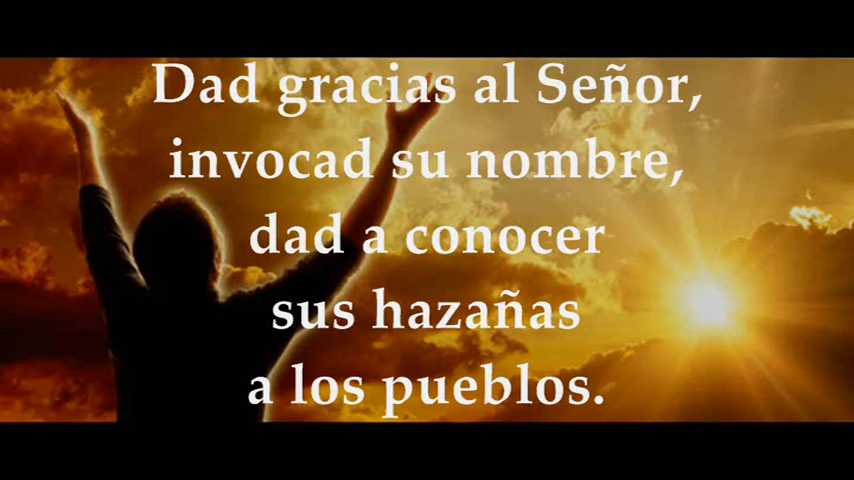 Dad gracias al Señor,
invocad su nombre,
dad a conocer
sus hazañas
a los pueblos.